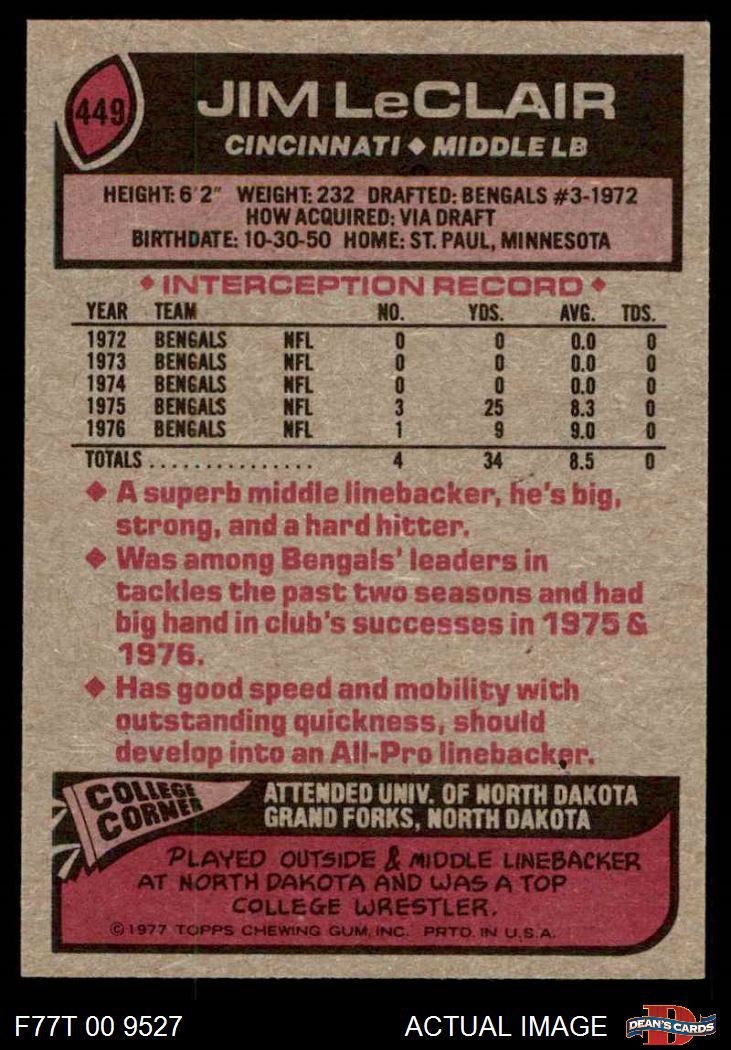 449
JIM LeCLAIR
CINCINNATI ◆ MIDDLE LB
HEIGHT: 6'2" WEIGHT: 232 DRAFTED: BENGALS #3-1972
HOW ACQUIRED: VIA DRAFT
BIRTHDATE: 10-30-50 HOME: ST. PAUL, MINNESOTA
◆ INTERCEPTION RECORD ◆
YEAR TEAM NO. YDS. AVG. TDS.
1972 BENGALS NFL 0 0 0.0 0
1973 BENGALS NFL 0 0 0.0 0
1974 BENGALS NFL 0 0 0.0 0
1975 BENGALS NFL 3 25 8.3 0
1976 BENGALS NFL 1 9 9.0 0
TOTALS ............... 4 34 8.5 0
◆ A superb middle linebacker, he's big,
strong, and a hard hitter.
◆ Was among Bengals' leaders in
tackles the past two seasons and had
big hand in club's successes in 1975 &
1976.
◆ Has good speed and mobility with
outstanding quickness, should
develop into an All-Pro linebacker.
COLLEGE
CORNER
ATTENDED UNIV. OF NORTH DAKOTA
GRAND FORKS, NORTH DAKOTA
PLAYED OUTSIDE & MIDDLE LINEBACKER
AT NORTH DAKOTA AND WAS A TOP
COLLEGE WRESTLER.
©1977 TOPPS CHEWING GUM, INC. PRTD. IN U.S.A.
F77T 00 9527
ACTUAL IMAGE
DEAN'S CARDS